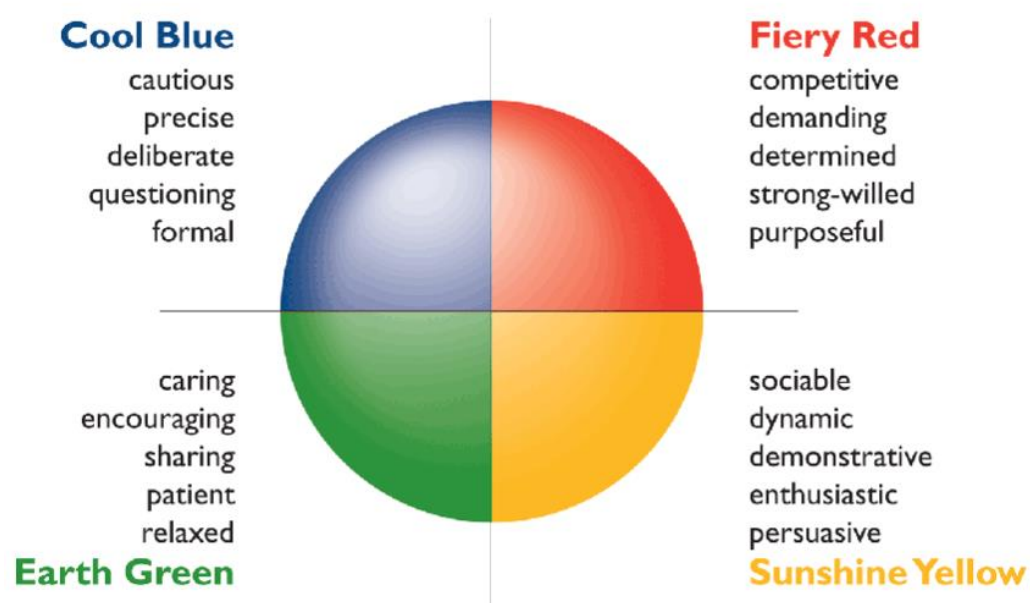 Cool Blue
cautious
precise
deliberate
questioning
formal
Fiery Red
competitive
demanding
determined
strong-willed
purposeful
caring
encouraging
sharing
patient
relaxed
Earth Green
sociable
dynamic
demonstrative
enthusiastic
persuasive
Sunshine Yellow